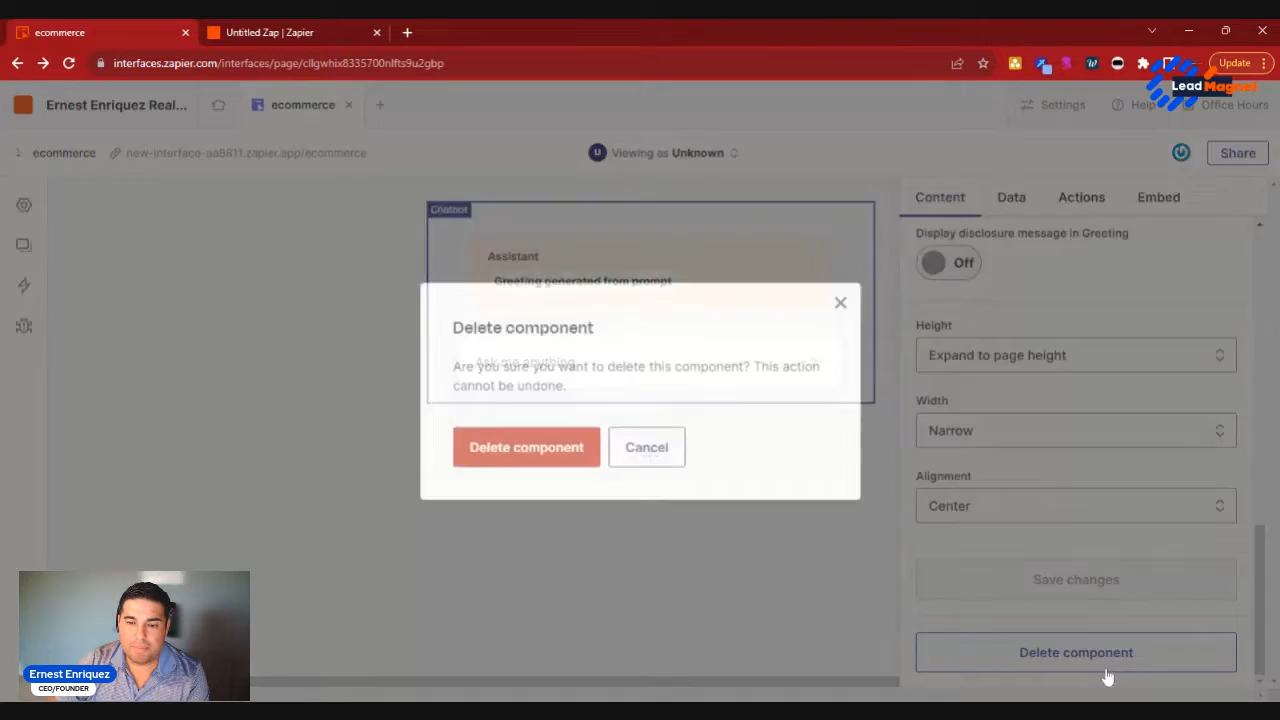 ecommerce
Untitled Zap | Zapier
interfaces.zapier.com/interfaces/page/cllgwhix8335700nlfts9u2gbp
Update
Lead Magnet
Ernest Enriquez Real...
ecommerce
Settings
Help
Office Hours
ecommerce
new-interface-aa8811.zapier.app/ecommerce
U
Viewing as Unknown
Share
Content
Data
Actions
Embed
Chatbot
Assistant
Greeting generated from prompt
Ask me anything
Display disclosure message in Greeting
Off
Delete component
Are you sure you want to delete this component? This action
cannot be undone.
Delete component
Cancel
Height
Expand to page height
Width
Narrow
Alignment
Center
Save changes
Delete component
Ernest Enriquez
CEO/FOUNDER